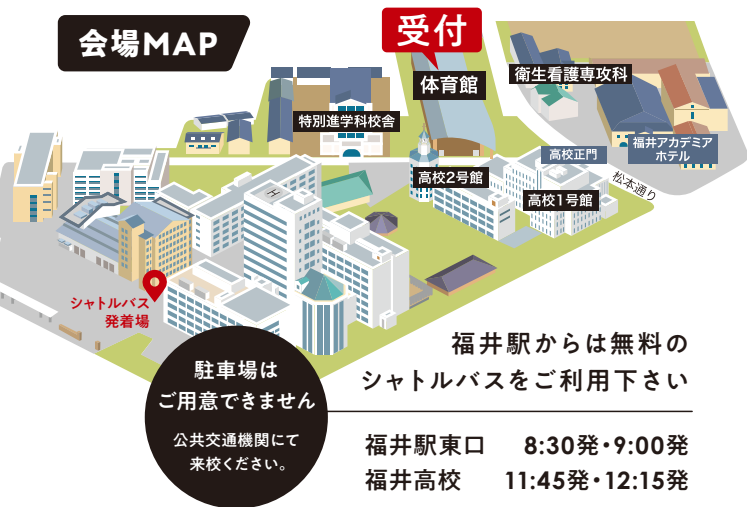 会場MAP
受付
体育館
衛生看護専攻科
特別進学科校舎
福井アカデミア
ホテル
高校正門
高校2号館
松本通り
高校1号館
H
シャトルバス
発着場
駐車場は
ご用意できません
公共交通機関にて
来校ください。
福井駅からは無料の
シャトルバスをご利用下さい
福井駅東口 8:30発・9:00発
福井高校 11:45発・12:15発